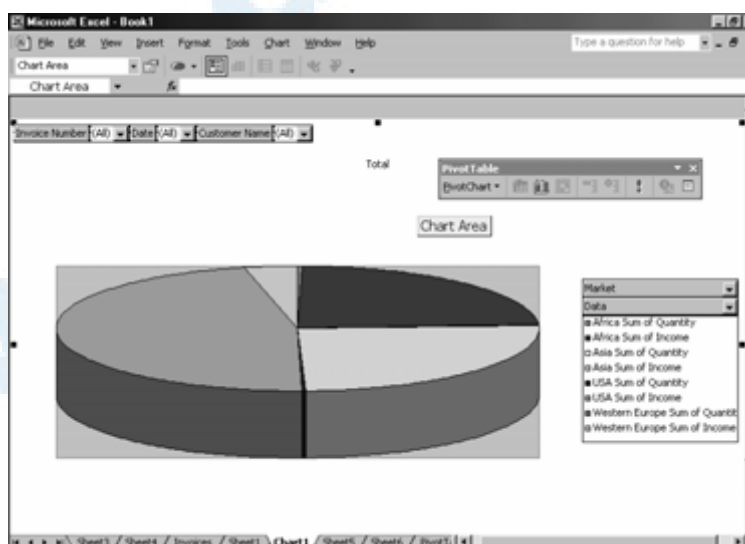 Microsoft Excel - Book1
File Edit View Insert Format Tools Chart Window Help
Type a question for help
Chart Area
Chart Area fx
Invoice Number (All) Date (All) Customer Name (All)
Total
PivotTable
PivotChart
Chart Area
Market
Data
Africa Sum of Quantity
Africa Sum of Income
Asia Sum of Quantity
Asia Sum of Income
USA Sum of Quantity
USA Sum of Income
Western Europe Sum of Quantit
Western Europe Sum of Income
Sheet3 / Sheet4 / Invoices / Sheet1 \ Chart1 / Sheet5 / Sheet6 / PivotT